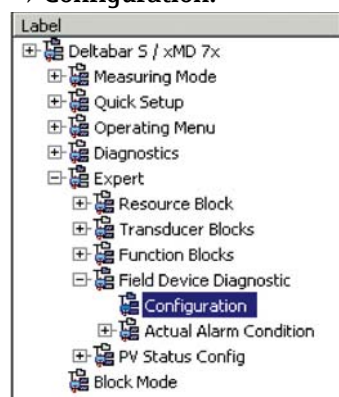 → Configuration.
Label
Deltabar S / xMD 7x
Measuring Mode
Quick Setup
Operating Menu
Diagnostics
Expert
Resource Block
Transducer Blocks
Function Blocks
Field Device Diagnostic
Configuration
Actual Alarm Condition
PV Status Config
Block Mode